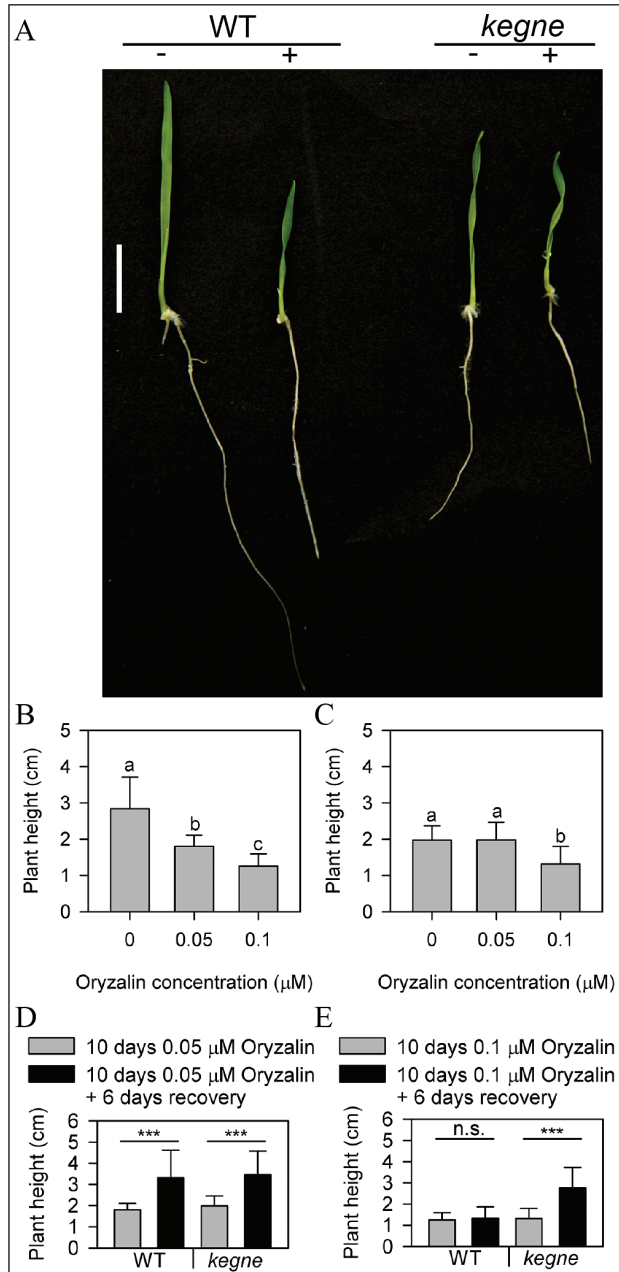 A
WT kegne
- + - +
B C
Plant height (cm)
5
4
3
2
1
0
a
b
c
0 0.05 0.1
Oryzalin concentration (μM)
Plant height (cm)
5
4
3
2
1
0
a
a
b
0 0.05 0.1
Oryzalin concentration (μM)
D
10 days 0.05 μM Oryzalin
10 days 0.05 μM Oryzalin
+ 6 days recovery
Plant height (cm)
6
5
4
3
2
1
0
*** ***
WT kegne
E
10 days 0.1 μM Oryzalin
10 days 0.1 μM Oryzalin
+ 6 days recovery
Plant height (cm)
6
5
4
3
2
1
0
n.s. ***
WT kegne